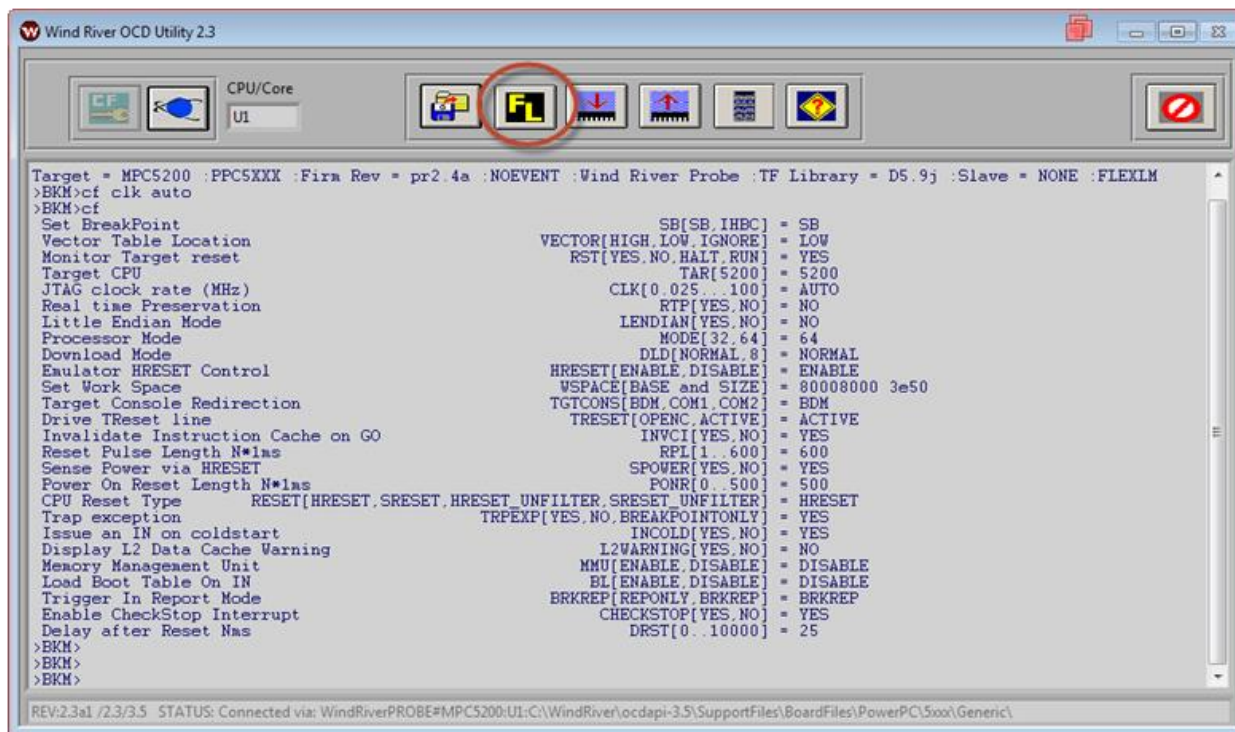 Wind River OCD Utility 2.3
CF
CPU/Core
U1
FL
?
Target = MPC5200 :PPC5XXX :Firm Rev = pr2.4a :NOEVENT :Wind River Probe :TF Library = D5.9j :Slave = NONE :FLEXLM
>BKM>cf clk auto
>BKM>cf
Set BreakPoint SB[SB,IHBC] = SB
Vector Table Location VECTOR[HIGH,LOW,IGNORE] = LOW
Monitor Target reset RST[YES,NO,HALT,RUN] = YES
Target CPU TAR[5200] = 5200
JTAG clock rate (MHz) CLK[0.025...100] = AUTO
Real time Preservation RTP[YES,NO] = NO
Little Endian Mode LENDIAN[YES,NO] = NO
Processor Mode MODE[32,64] = 64
Download Mode DLD[NORMAL,8] = NORMAL
Emulator HRESET Control HRESET[ENABLE,DISABLE] = ENABLE
Set Work Space WSPACE[BASE and SIZE] = 80008000 3e50
Target Console Redirection TGTCONS[BDM,COM1,COM2] = BDM
Drive TReset line TRESET[OPENC,ACTIVE] = ACTIVE
Invalidate Instruction Cache on GO INVCI[YES,NO] = YES
Reset Pulse Length N*1ms RPL[1..600] = 600
Sense Power via HRESET SPOWER[YES,NO] = YES
Power On Reset Length N*1ms PONR[0..500] = 500
CPU Reset Type RESET[HRESET,SRESET,HRESET_UNFILTER,SRESET_UNFILTER] = HRESET
Trap exception TRPEXP[YES,NO,BREAKPOINTONLY] = YES
Issue an IN on coldstart INCOLD[YES,NO] = YES
Display L2 Data Cache Warning L2WARNING[YES,NO] = NO
Memory Management Unit MMU[ENABLE,DISABLE] = DISABLE
Load Boot Table On IN BL[ENABLE,DISABLE] = DISABLE
Trigger In Report Mode BRKREP[REPONLY,BRKREP] = BRKREP
Enable CheckStop Interrupt CHECKSTOP[YES,NO] = YES
Delay after Reset Nms DRST[0..10000] = 25
>BKM>
>BKM>
>BKM>
REV:2.3a1 /2.3/3.5 STATUS: Connected via: WindRiverPROBE#MPC5200:U1:C:\WindRiver\ocdapi-3.5\SupportFiles\BoardFiles\PowerPC\5xxx\Generic\